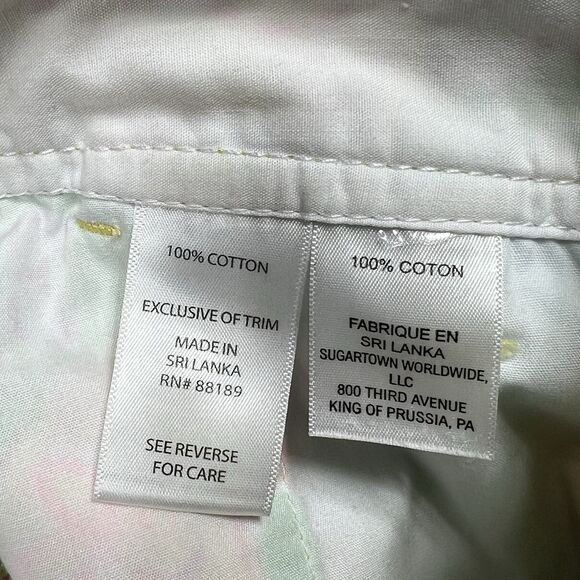 100% COTTON
EXCLUSIVE OF TRIM
MADE IN
SRI LANKA
RN# 88189
SEE REVERSE
FOR CARE
100% COTON
FABRIQUE EN
SRI LANKA
SUGARTOWN WORLDWIDE,
LLC
800 THIRD AVENUE
KING OF PRUSSIA, PA